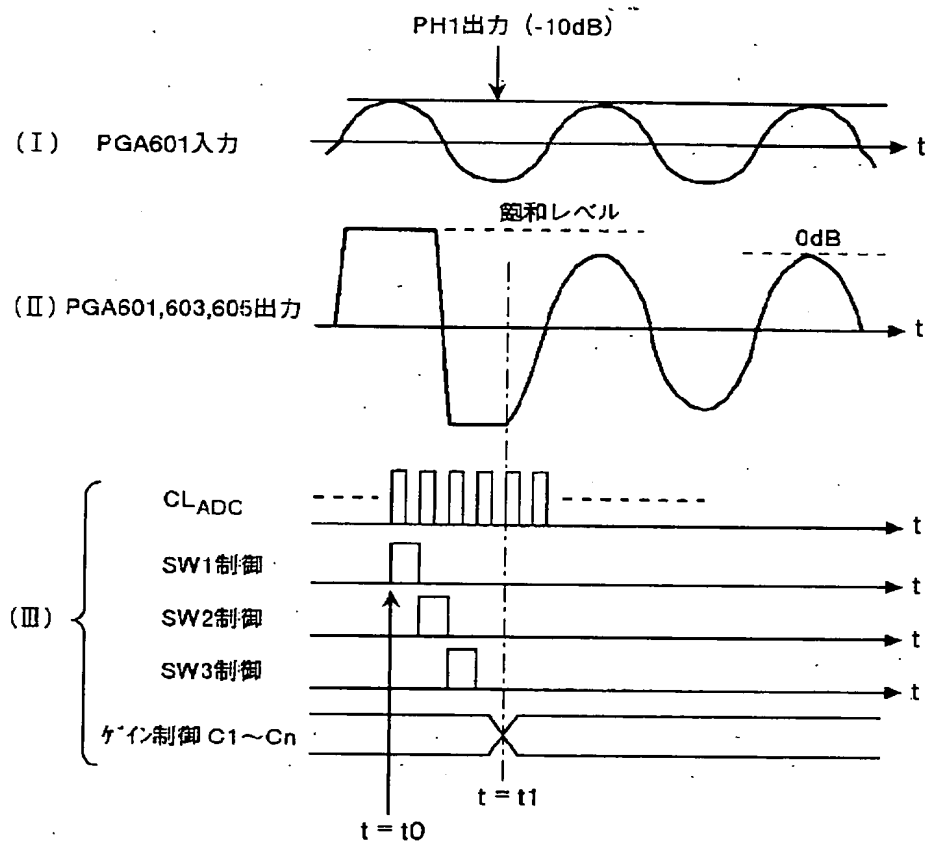 PH1出力 (-10dB)
(Ⅰ) PGA601入力
t
飽和レベル
0dB
(Ⅱ) PGA601,603,605出力
t
CL_ADC
t
SW1制御
t
(Ⅲ)
SW2制御
t
SW3制御
t
ｹﾞｲﾝ制御 C1～Cn
t = t1
t = t0